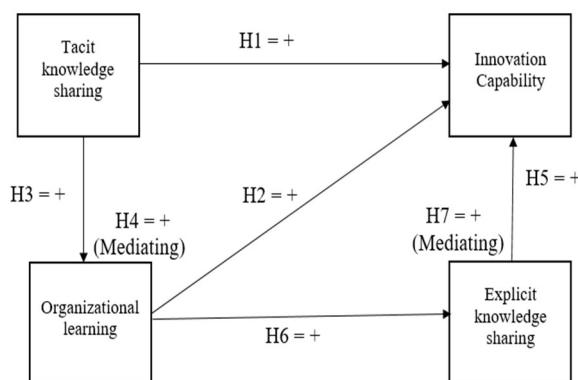 Tacit
knowledge
sharing
H1 = +
Innovation
Capability
H3 = +
H4 = +
(Mediating)
H2 = +
H7 = +
(Mediating)
H5 = +
Organizational
learning
H6 = +
Explicit
knowledge
sharing